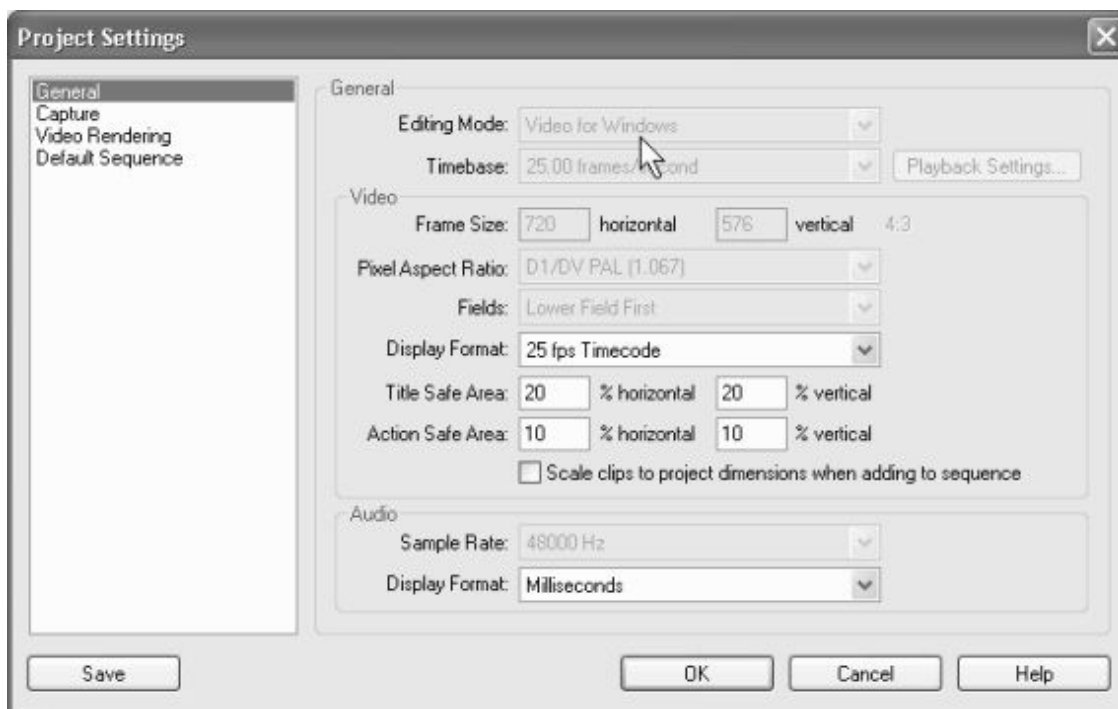 Project Settings
General
Capture
Video Rendering
Default Sequence
General
Editing Mode: Video for Windows
Timebase: 25.00 frames/second Playback Settings...
Video
Frame Size: 720 horizontal 576 vertical 4:3
Pixel Aspect Ratio: D1/DV PAL (1.067)
Fields: Lower Field First
Display Format: 25 fps Timecode
Title Safe Area: 20 % horizontal 20 % vertical
Action Safe Area: 10 % horizontal 10 % vertical
Scale clips to project dimensions when adding to sequence
Audio
Sample Rate: 48000 Hz
Display Format: Milliseconds
Save OK Cancel Help